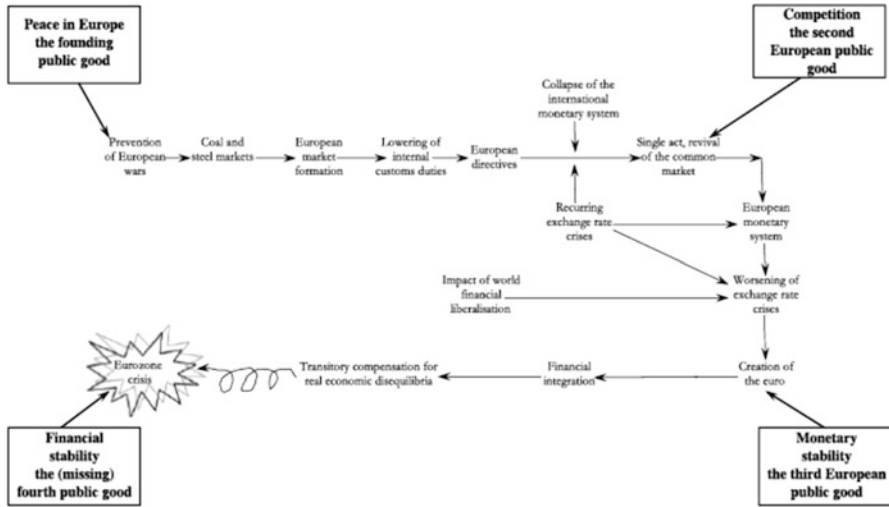 Peace in Europe
the founding
public good
Competition
the second
European public
good
Collapse of the
international
monetary system
Prevention
of European
wars
Coal and
steel markets
European
market
formation
Lowering of
internal
customs duties
European
directives
Single act, revival
of the common
market
Recurring
exchange rate
crises
European
monetary
system
Impact of world
financial
liberalisation
Worsening of
exchange rate
crises
Eurozone
crisis
Transitory compensation for
real economic disequilibria
Financial
integration
Creation of
the euro
Financial
stability
the (missing)
fourth public good
Monetary
stability
the third European
public good